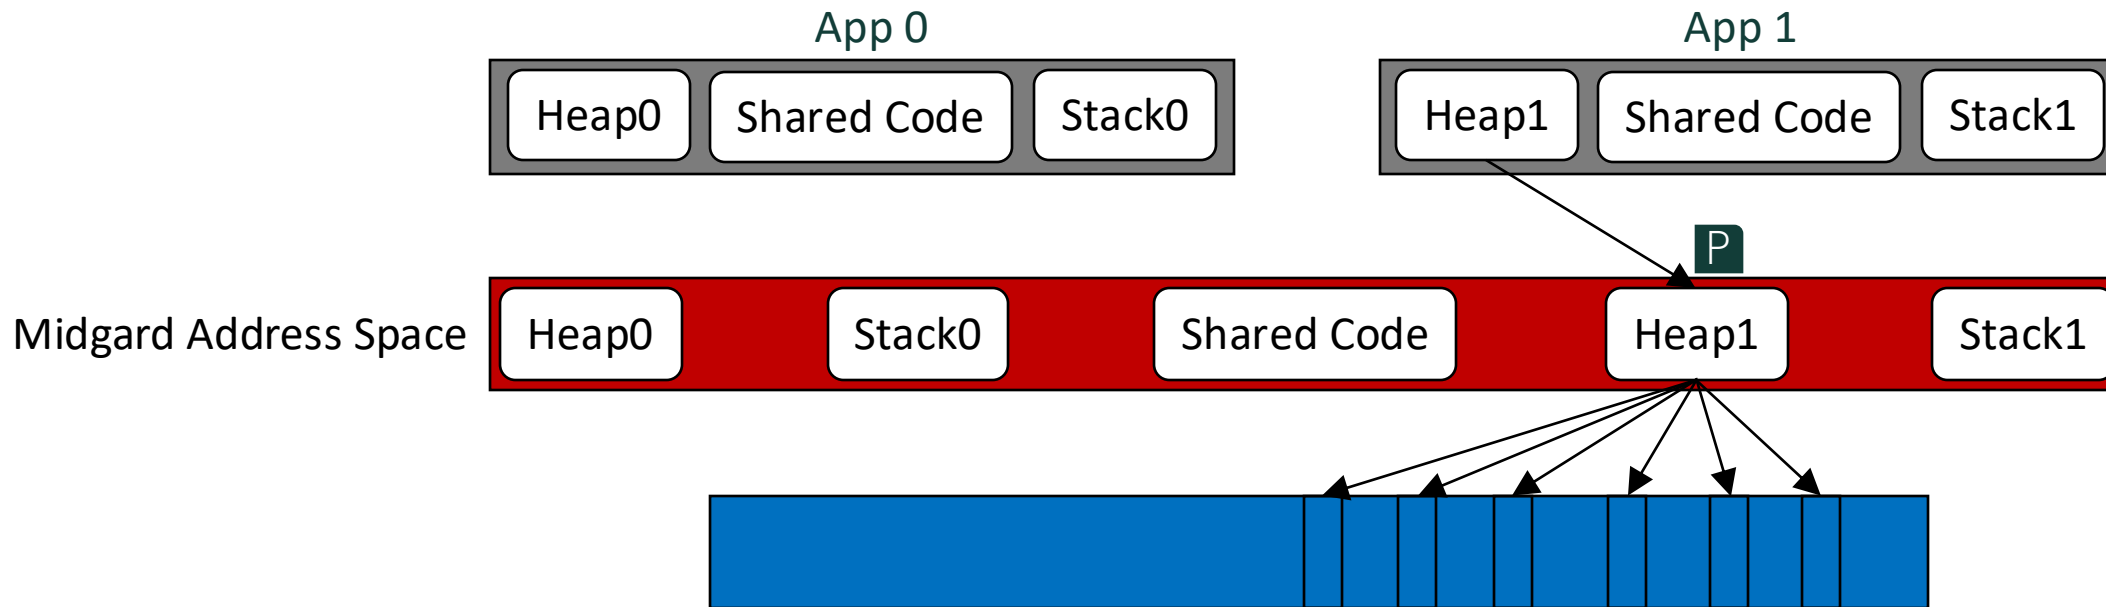 App 0
App 1
Heap0 Shared Code Stack0
Heap1 Shared Code Stack1
P
Midgard Address Space
Heap0 Stack0 Shared Code Heap1 Stack1